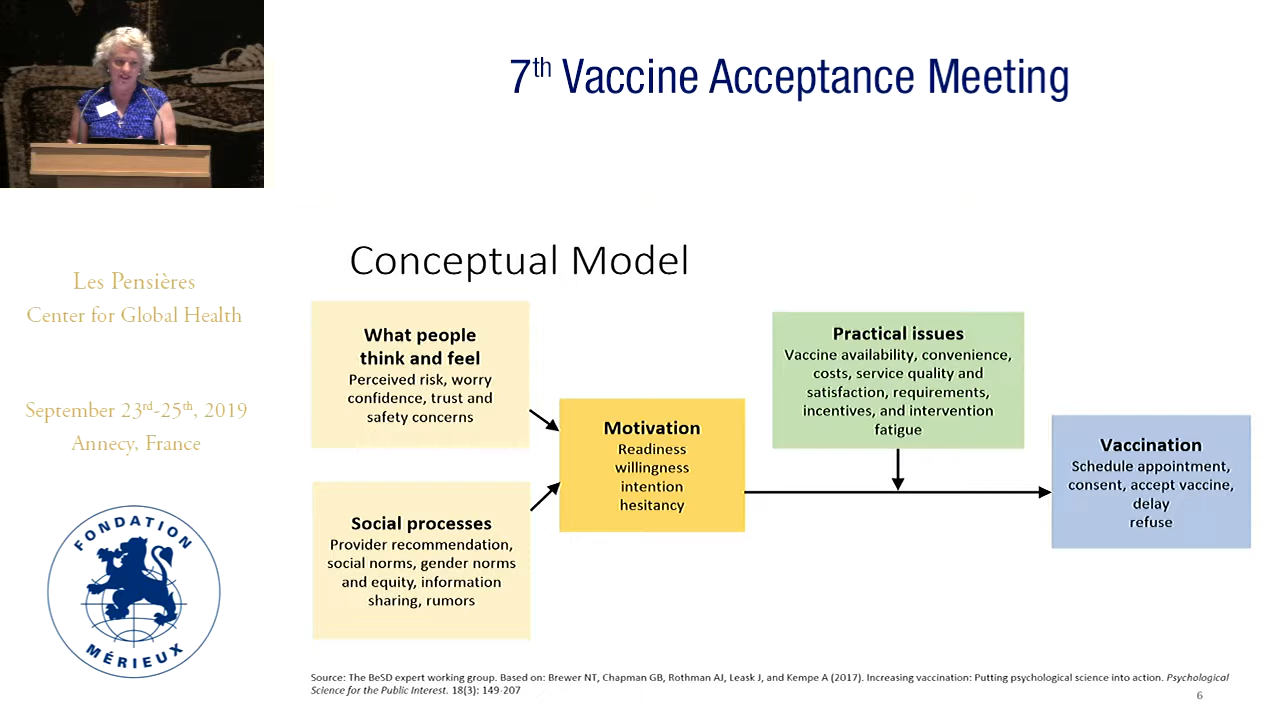 7th Vaccine Acceptance Meeting
Les Pensières
Center for Global Health
September 23rd-25th, 2019
Annecy, France
FONDATION
MÉRIEUX
Conceptual Model
What people
think and feel
Perceived risk, worry
confidence, trust and
safety concerns
Social processes
Provider recommendation,
social norms, gender norms
and equity, information
sharing, rumors
Motivation
Readiness
willingness
intention
hesitancy
Practical issues
Vaccine availability, convenience,
costs, service quality and
satisfaction, requirements,
incentives, and intervention
fatigue
Vaccination
Schedule appointment,
consent, accept vaccine,
delay
refuse
Source: The BeSD expert working group. Based on: Brewer NT, Chapman GB, Rothman AJ, Leask J, and Kempe A (2017). Increasing vaccination: Putting psychological science into action. Psychological
Science for the Public Interest. 18(3): 149-207
6